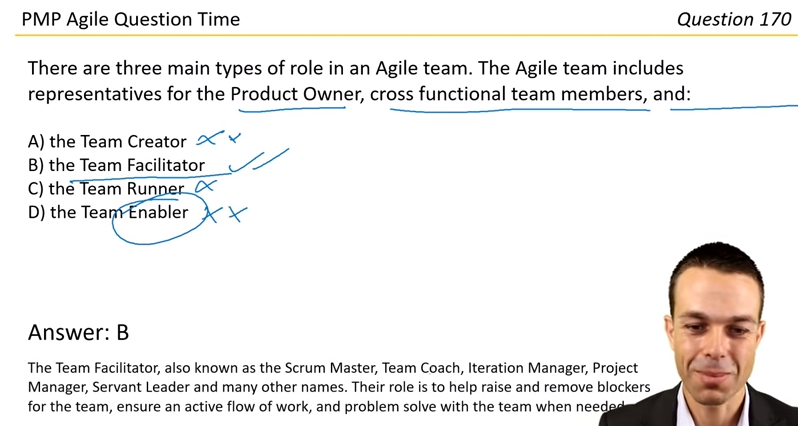 PMP Agile Question Time
Question 170
There are three main types of role in an Agile team. The Agile team includes
representatives for the Product Owner, cross functional team members, and:
A) the Team Creator
B) the Team Facilitator
C) the Team Runner
D) the Team Enabler
Answer: B
The Team Facilitator, also known as the Scrum Master, Team Coach, Iteration Manager, Project
Manager, Servant Leader and many other names. Their role is to help raise and remove blockers
for the team, ensure an active flow of work, and problem solve with the team when needed